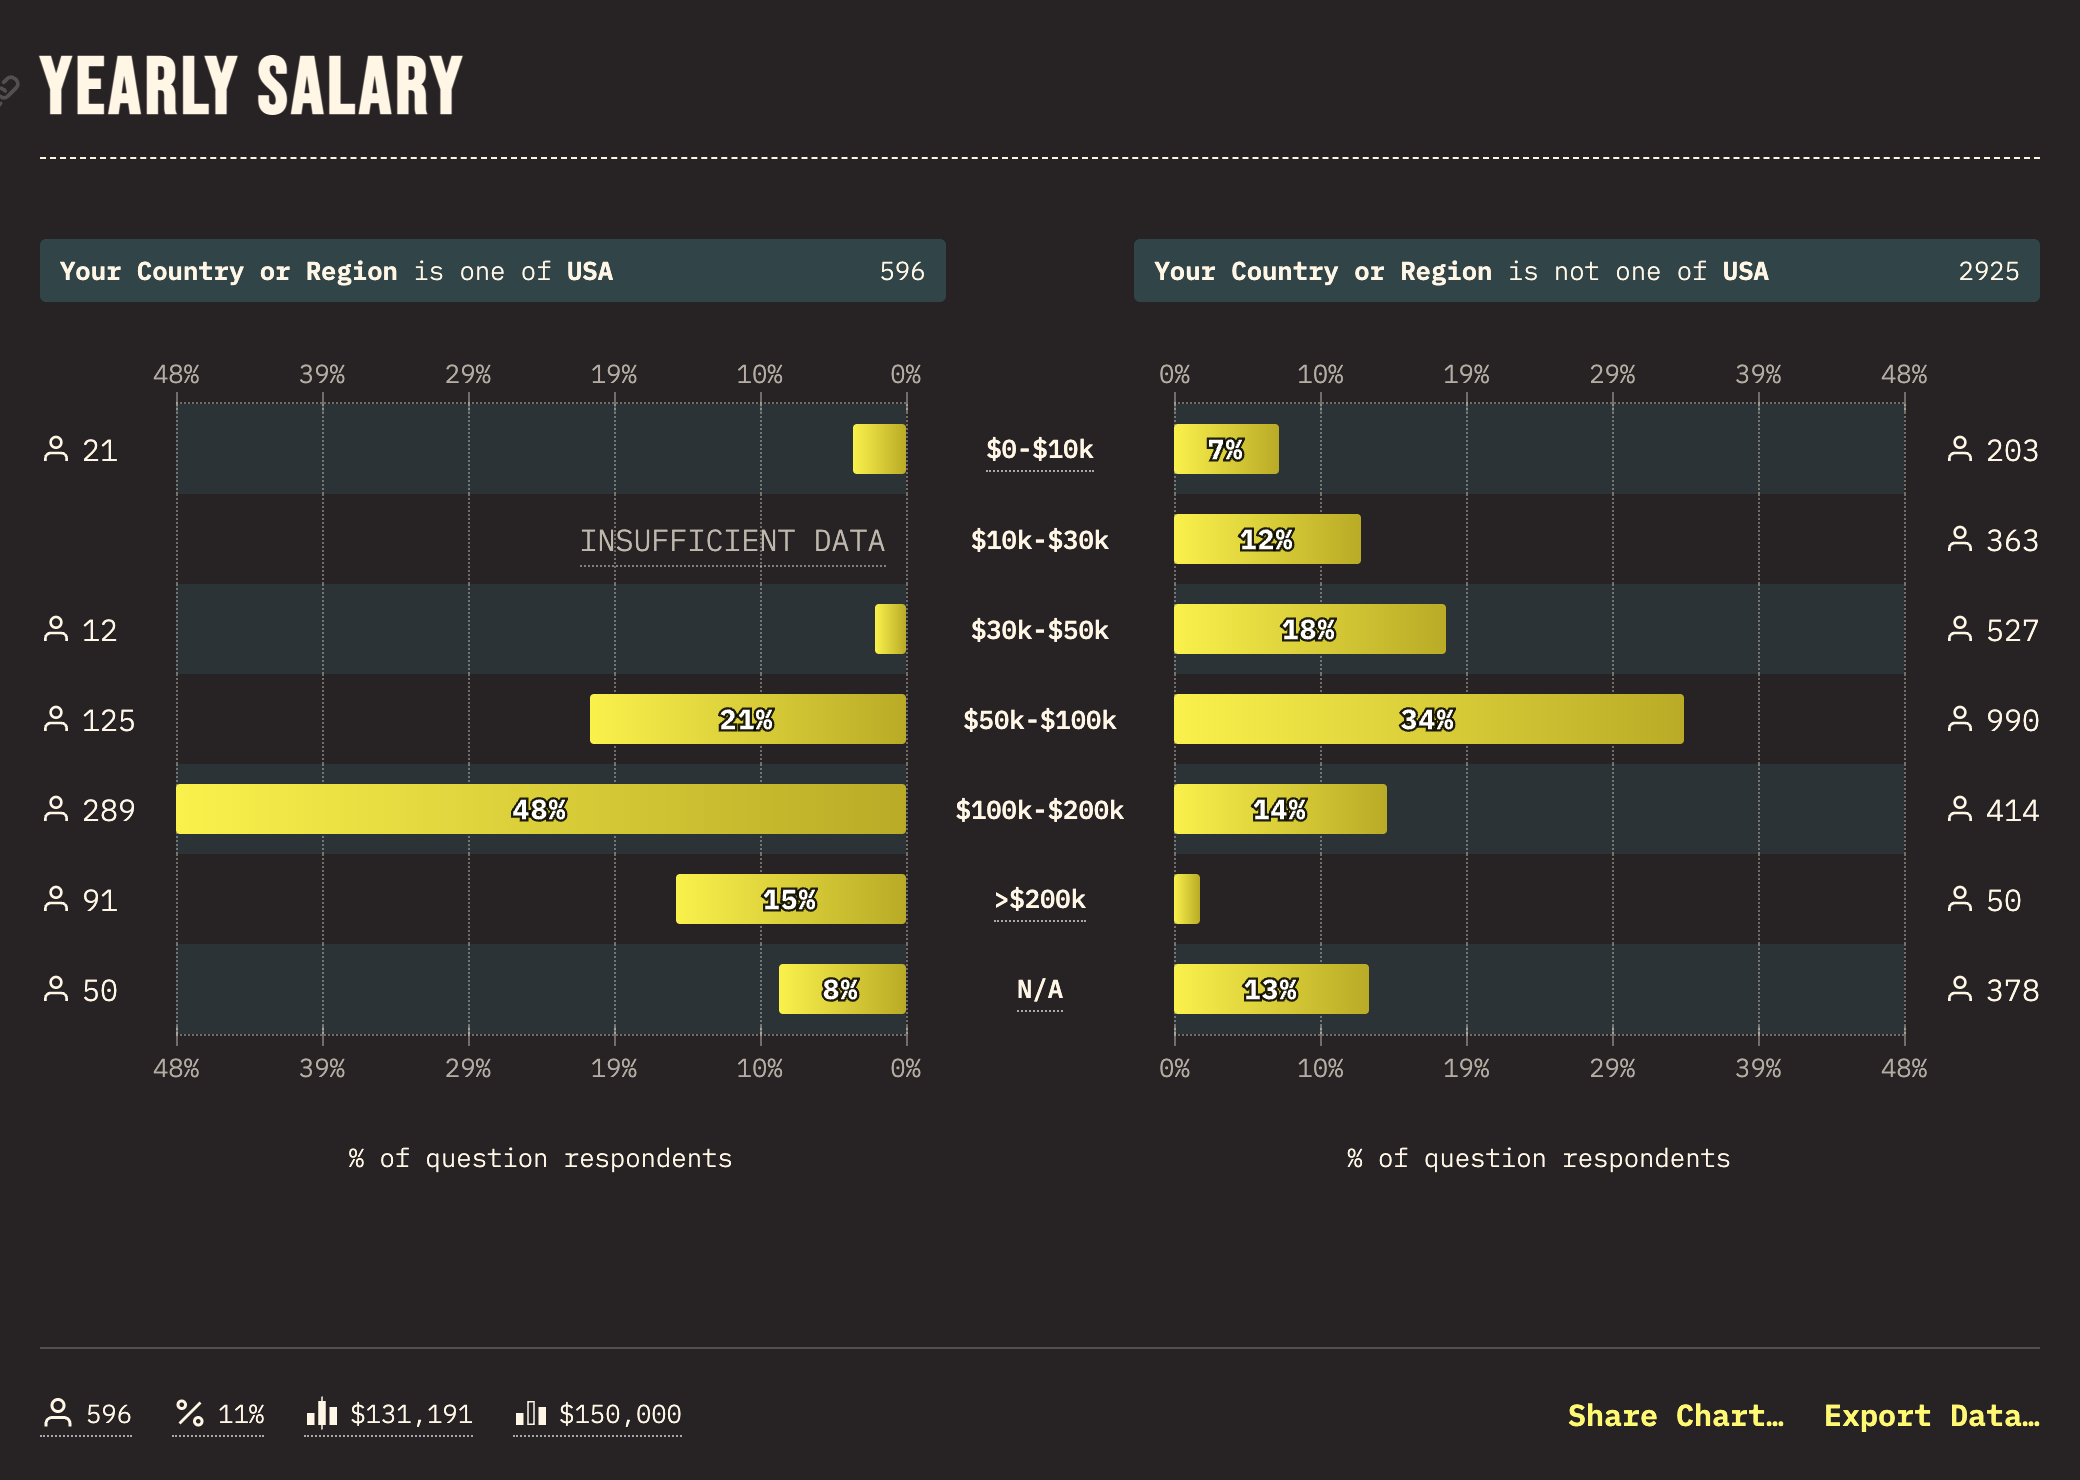 YEARLY SALARY
Your Country or Region is one of USA 596
Your Country or Region is not one of USA 2925
48% 39% 29% 19% 10% 0%
0% 10% 19% 29% 39% 48%
21 $0-$10k 7% 203
INSUFFICIENT DATA $10k-$30k 12% 363
12 $30k-$50k 18% 527
125 21% $50k-$100k 34% 990
289 48% $100k-$200k 14% 414
91 15% >$200k 50
50 8% N/A 13% 378
48% 39% 29% 19% 10% 0%
0% 10% 19% 29% 39% 48%
% of question respondents
% of question respondents
596 11% $131,191 $150,000
Share Chart… Export Data…